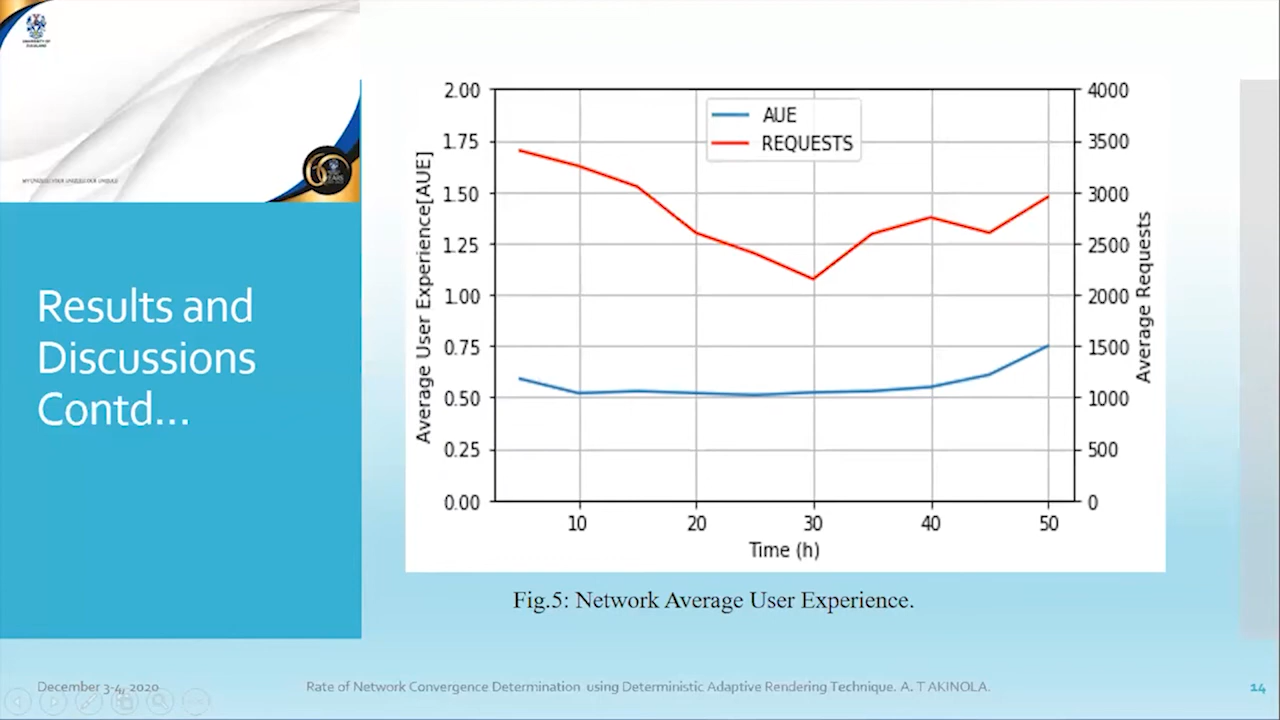 UNIVERSITY OF
ZULULAND
Results and
Discussions
Contd...
2.00
1.75
1.50
1.25
1.00
0.75
0.50
0.25
0.00
Average User Experience[AUE]
AUE
REQUESTS
4000
3500
3000
2500
2000
1500
1000
500
0
Average Requests
10 20 30 40 50
Time (h)
Fig.5: Network Average User Experience.
December 3-4, 2020
Rate of Network Convergence Determination using Deterministic Adaptive Rendering Technique. A. T AKINOLA.
14